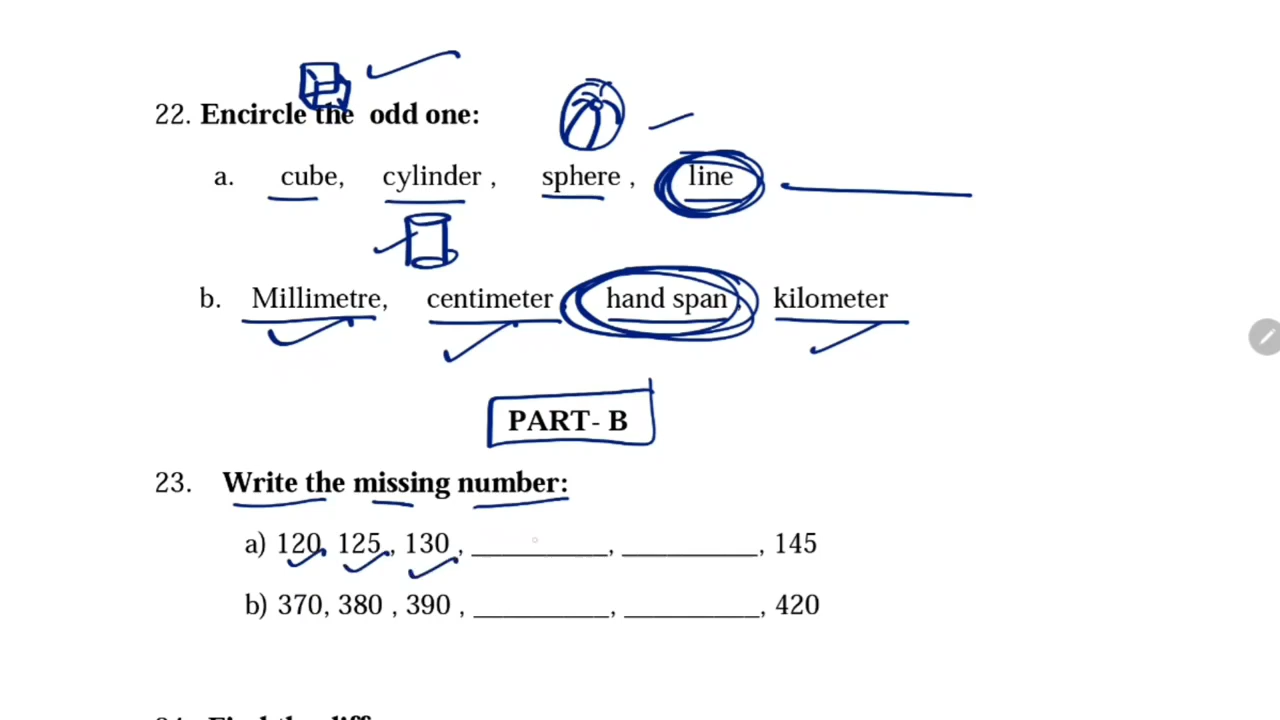 22. Encircle the odd one:
a. cube, cylinder , sphere , line
b. Millimetre, centimeter hand span , kilometer
PART- B
23. Write the missing number:
a) 120, 125 , 130 , __________, __________, 145
b) 370, 380 , 390 , __________, __________, 420